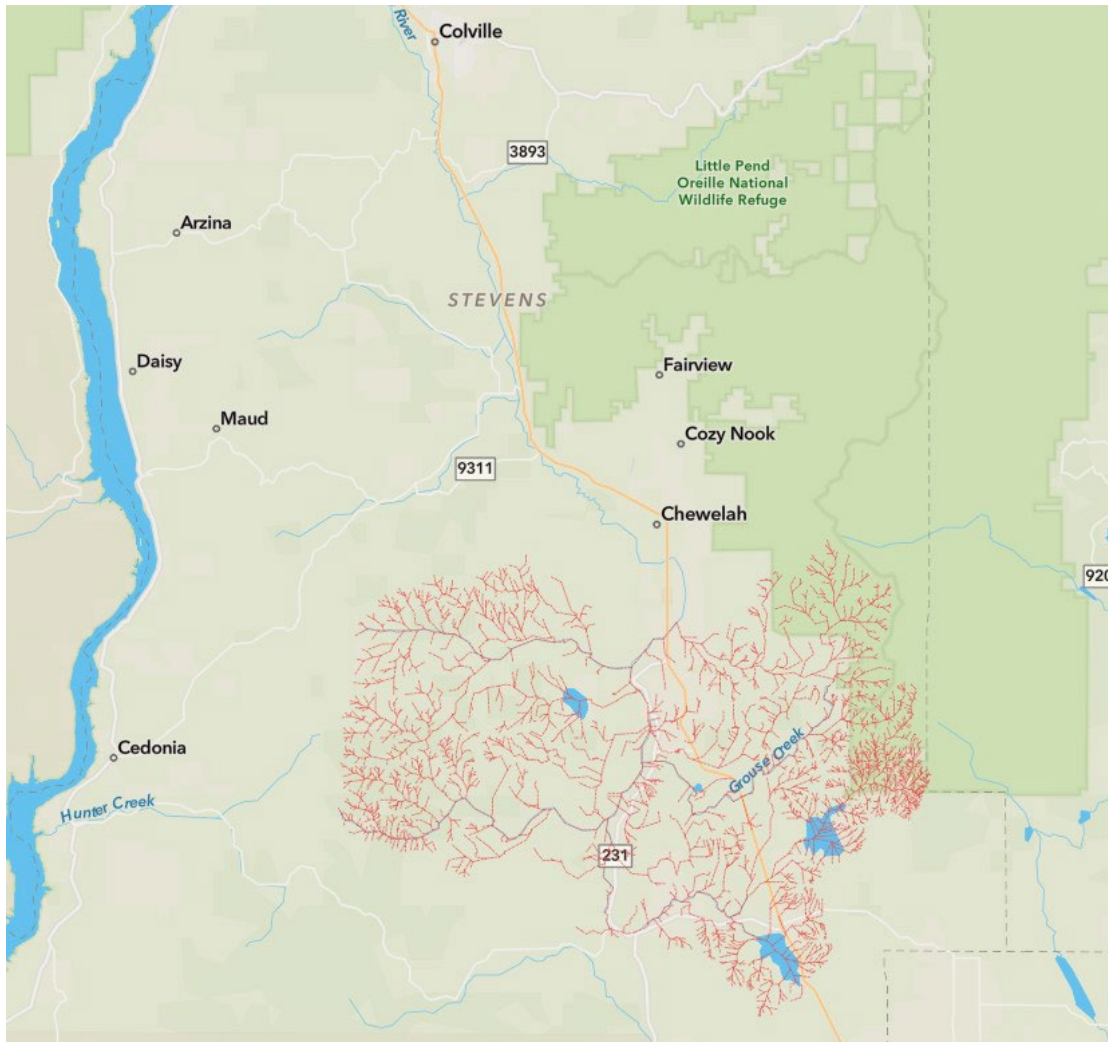 River
Colville
3893
Little Pend
Oreille National
Wildlife Refuge
Arzina
STEVENS
Daisy
Fairview
Maud
Cozy Nook
9311
Chewelah
920
Cedonia
Grouse Creek
Hunter Creek
231